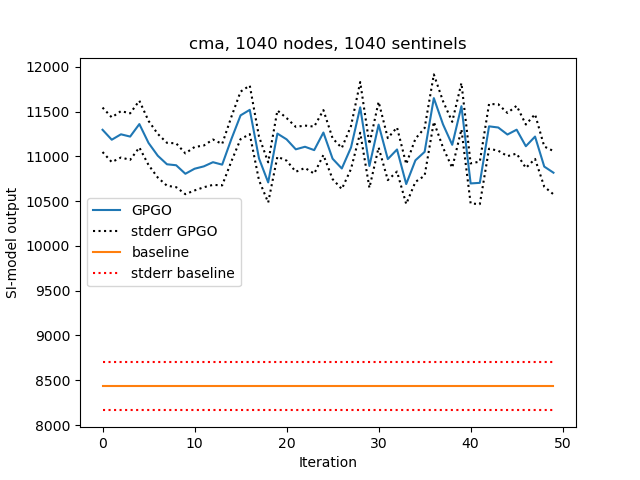 cma, 1040 nodes, 1040 sentinels
12000
11500
11000
10500
10000
9500
9000
8500
8000
SI-model output
GPGO
stderr GPGO
baseline
stderr baseline
0 10 20 30 40 50
Iteration